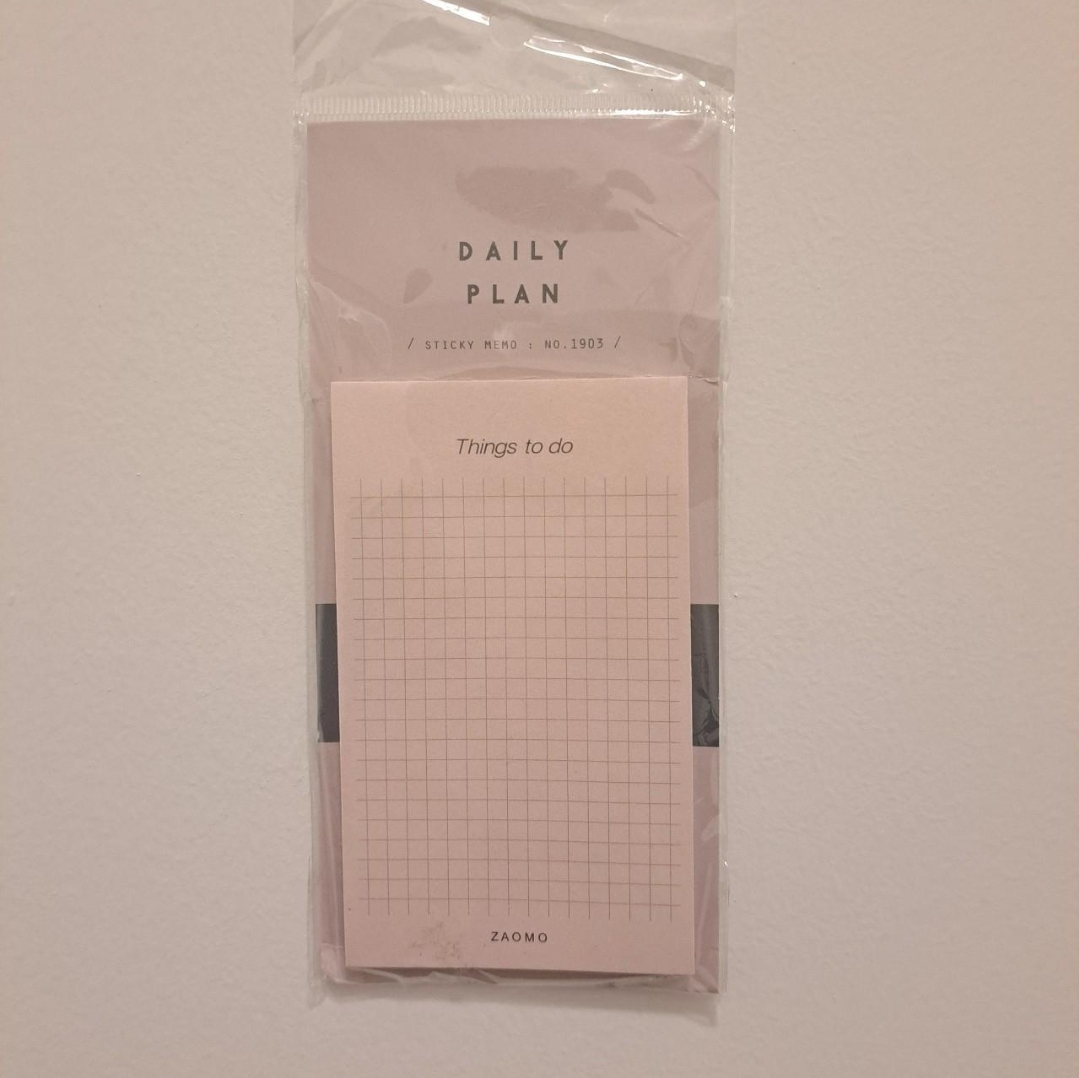 DAILY
PLAN
/ STICKY MEMO : NO.1903 /
Things to do
ZAOMO